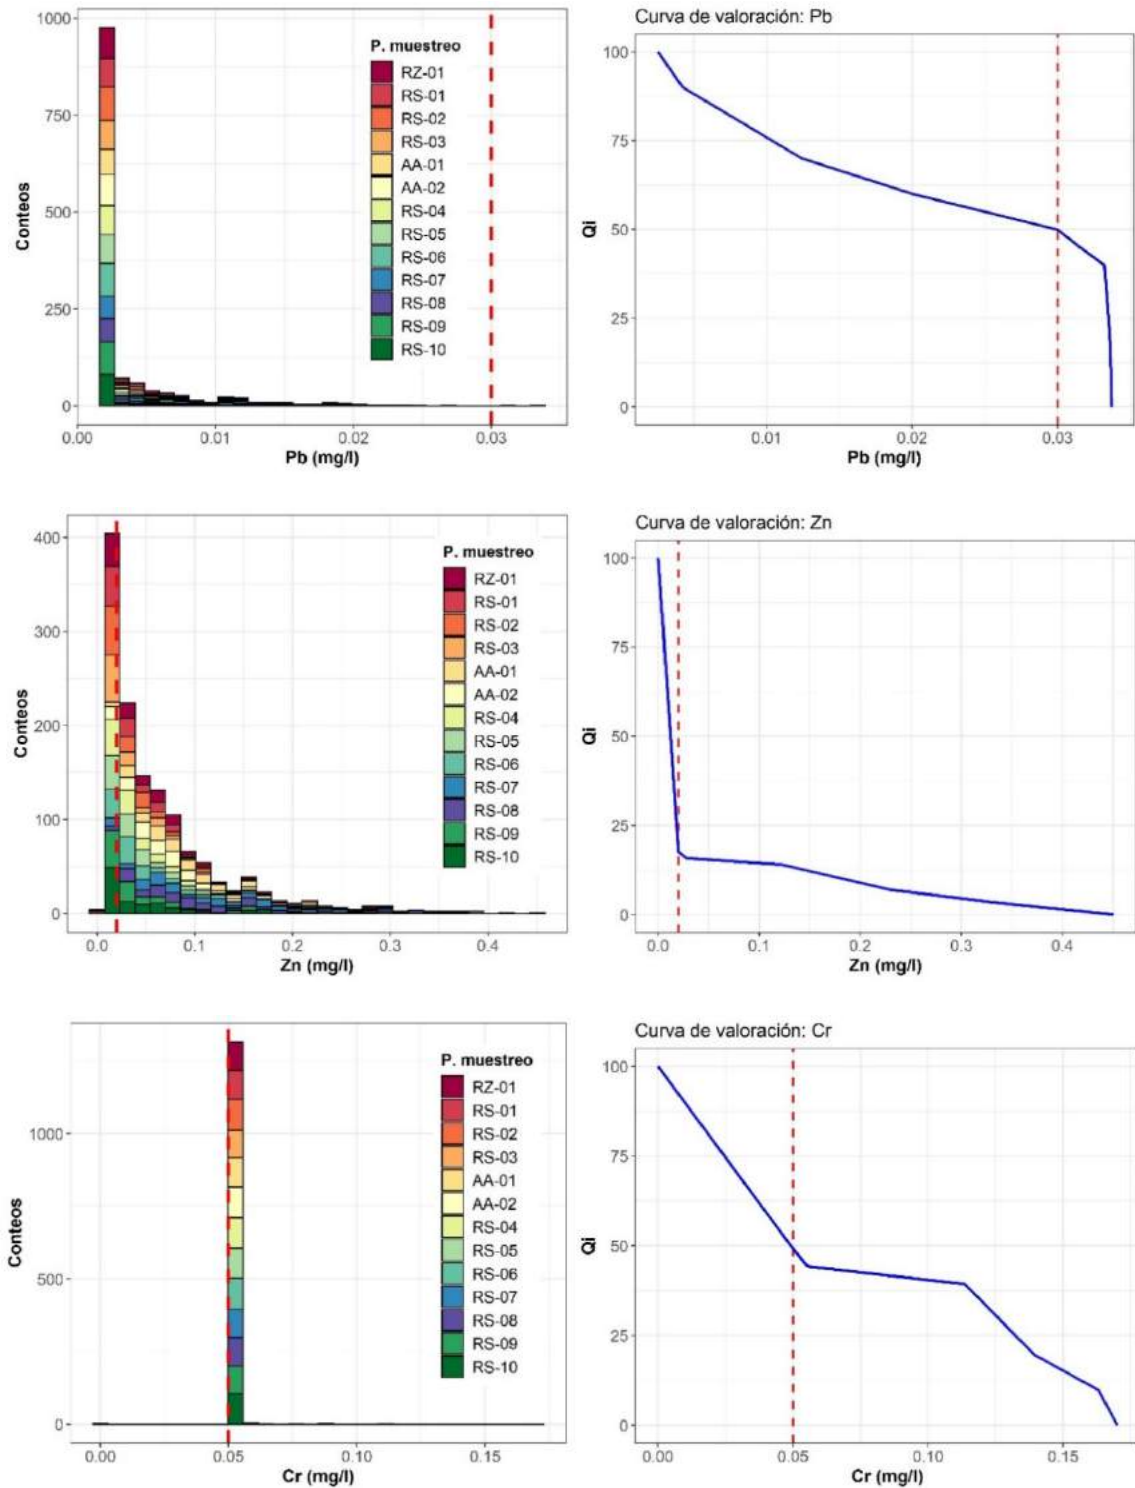 1000
750
500
250
0
Conteos
P. muestreo
RZ-01
RS-01
RS-02
RS-03
AA-01
AA-02
RS-04
RS-05
RS-06
RS-07
RS-08
RS-09
RS-10
0.00 0.01 0.02 0.03
Pb (mg/l)
Curva de valoración: Pb
100
75
50
25
0
Qi
0.01 0.02 0.03
Pb (mg/l)
400
300
200
100
0
Conteos
P. muestreo
RZ-01
RS-01
RS-02
RS-03
AA-01
AA-02
RS-04
RS-05
RS-06
RS-07
RS-08
RS-09
RS-10
0.0 0.1 0.2 0.3 0.4
Zn (mg/l)
Curva de valoración: Zn
100
75
50
25
0
Qi
0.0 0.1 0.2 0.3 0.4
Zn (mg/l)
1000
500
0
Conteos
P. muestreo
RZ-01
RS-01
RS-02
RS-03
AA-01
AA-02
RS-04
RS-05
RS-06
RS-07
RS-08
RS-09
RS-10
0.00 0.05 0.10 0.15
Cr (mg/l)
Curva de valoración: Cr
100
75
50
25
0
Qi
0.00 0.05 0.10 0.15
Cr (mg/l)